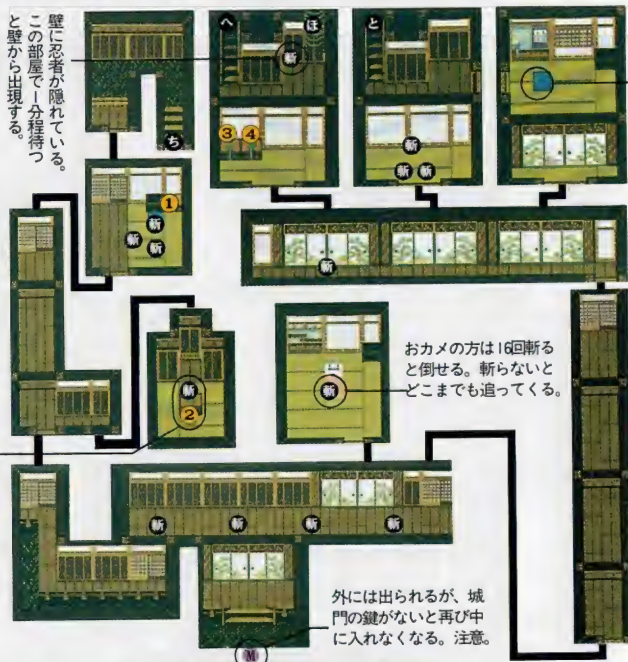 壁に忍者が隠れている。
この部屋で一分程待つ
と壁から出現する。
へ
ほ
斬
と
ち
③
④
斬
斬
斬
①
斬
斬
斬
斬
斬
②
斬
おカメの方は16回斬る
と倒せる。斬らないと
どこまでも追ってくる。
斬
斬
斬
斬
外には出られるが、城
門の鍵がないと再び中
に入れなくなる。注意。
M